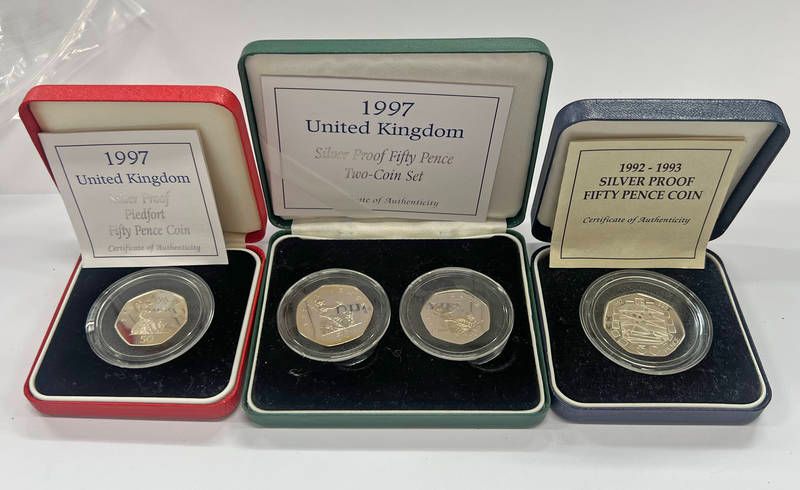 1997
United Kingdom
Silver Proof
Piedfort
Fifty Pence Coin
Certificate of Authenticity
1997
United Kingdom
Silver Proof Fifty Pence
Two-Coin Set
Certificate of Authenticity
1992 - 1993
SILVER PROOF
FIFTY PENCE COIN
Certificate of Authenticity
50